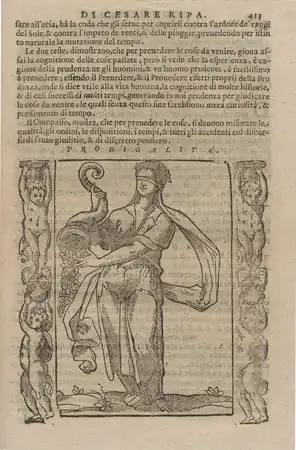 DI CESARE RIPA. 413
fare all'aria, hà la coda che gli serue per coprirsi contra l'ardore de' raggi
del Sole, & contra l'impeto de venti, & delle pioggie, preuedendo per istin
to naturale la mutatione del tempo.
Le due teste, dimostrano, che per preuedere le cose da venire, gioua as-
sai la cognitione delle cose passate; però si vede che la esperienza, è ca-
gione della prudenza ne gli huomini, & vn huomo prudente, è facilissimo
à preuedere; essendo il Preuedere, & il Prouedere effetti proprij della Pru
denza, onde si dice vtile alla vita humana, la cognitione di molte historie,
& di casi successi di molti tempi, generando in noi prudenza per giudicare
le cose da venire, le quali senza questo fine sarebbono mera curiosità, &
perdimento di tempo.
Il Compasso, mostra, che per preuedere le cose, si deuono misurare le
qualità, gli ordini, le dispositioni, i tempi, & tutti gli accidenti col discor-
so di sauio giuditio, & di discreto pensiero.
PRODIGALITÀ.